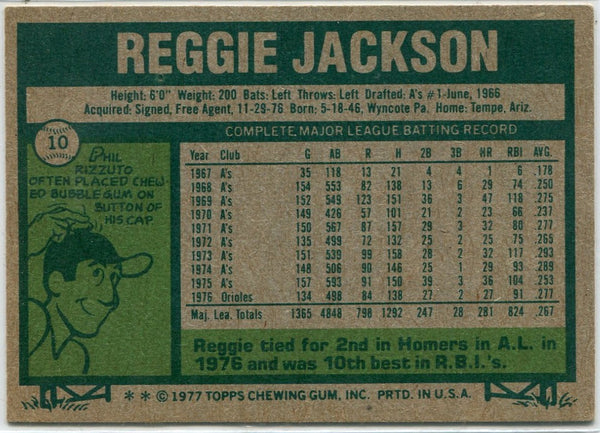 REGGIE JACKSON
Height: 6'0" Weight: 200 Bats: Left Throws: Left Drafted: A's #1-June, 1966
Acquired: Signed, Free Agent, 11-29-76 Born: 5-18-46, Wyncote Pa. Home: Tempe, Ariz.
10
PHIL
RIZZUTO
OFTEN PLACED CHEW-
ED BUBBLE GUM ON
BUTTON OF
HIS CAP.
COMPLETE MAJOR LEAGUE BATTING RECORD
Year Club G AB R H 2B 3B HR RBI AVG.
1967 A's 35 118 13 21 4 4 1 6 .178
1968 A's 154 553 82 138 13 6 29 74 .250
1969 A's 152 549 123 151 36 3 47 118 .275
1970 A's 149 426 57 101 21 2 23 66 .237
1971 A's 150 567 87 157 29 3 32 80 .277
1972 A's 135 499 72 132 25 2 25 75 .265
1973 A's 151 539 99 158 28 2 32 117 .293
1974 A's 148 506 90 146 25 1 29 93 .289
1975 A's 157 593 91 150 39 3 36 104 .253
1976 Orioles 134 498 84 138 27 2 27 91 .277
Maj. Lea. Totals 1365 4848 798 1292 247 28 281 824 .267
Reggie tied for 2nd in Homers in A.L. in
1976 and was 10th best in R.B.I.'s.
** © 1977 TOPPS CHEWING GUM, INC. PRTD. IN U.S.A.